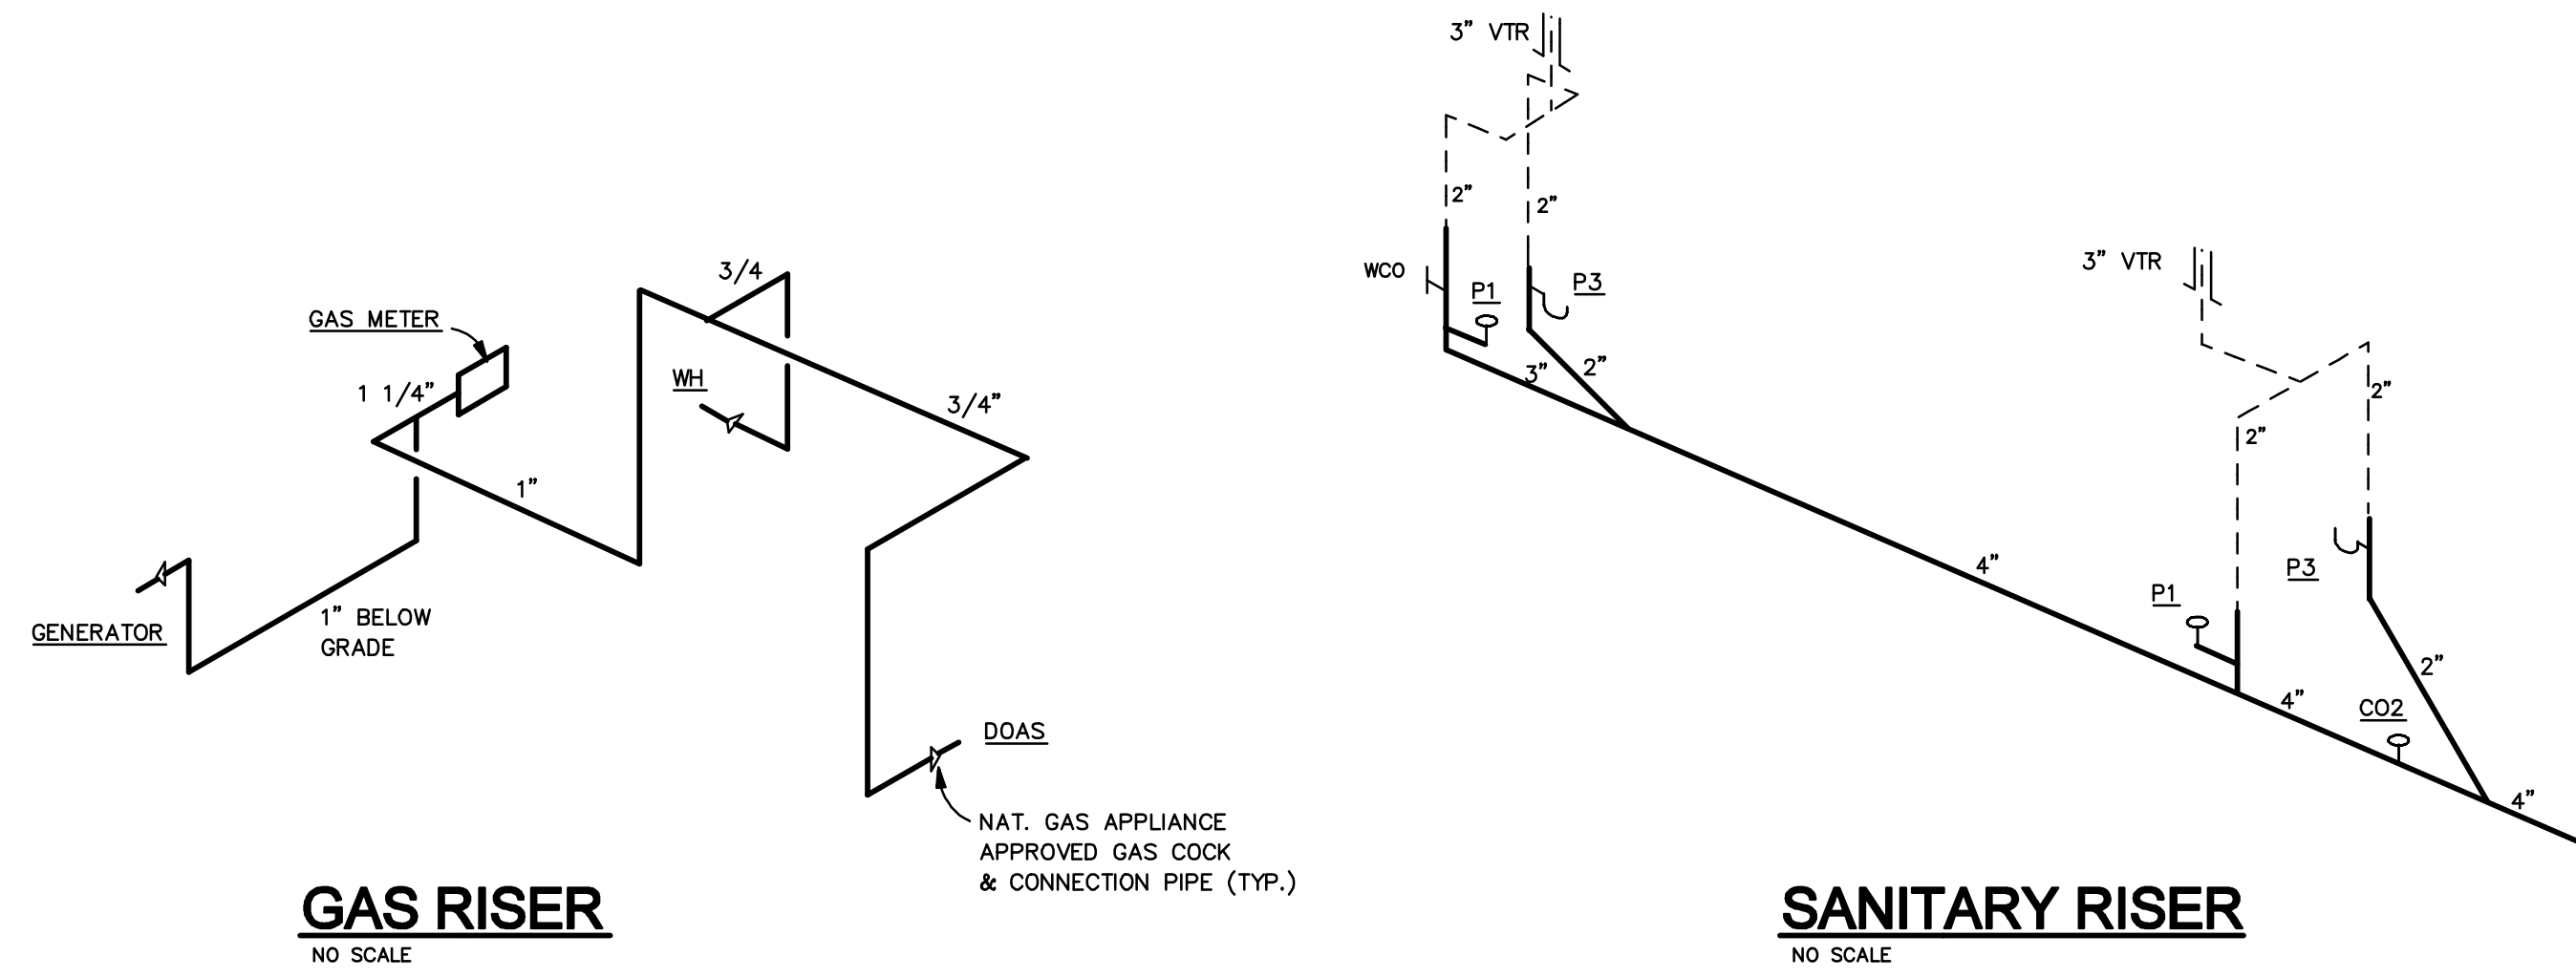 3/4
GAS METER
1 1/4"
WH
3/4"
1"
1" BELOW
GRADE
GENERATOR
DOAS
NAT. GAS APPLIANCE
APPROVED GAS COCK
& CONNECTION PIPE (TYP.)
GAS RISER
NO SCALE
3" VTR
2"
2"
WCO
P1
P3
3"
2"
3" VTR
2"
2"
4"
P3
P1
2"
4"
CO2
4"
SANITARY RISER
NO SCALE